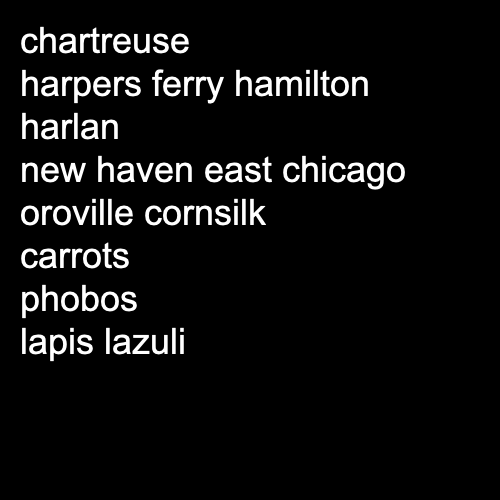 chartreuse
harpers ferry hamilton
harlan
new haven east chicago
oroville cornsilk
carrots
phobos
lapis lazuli